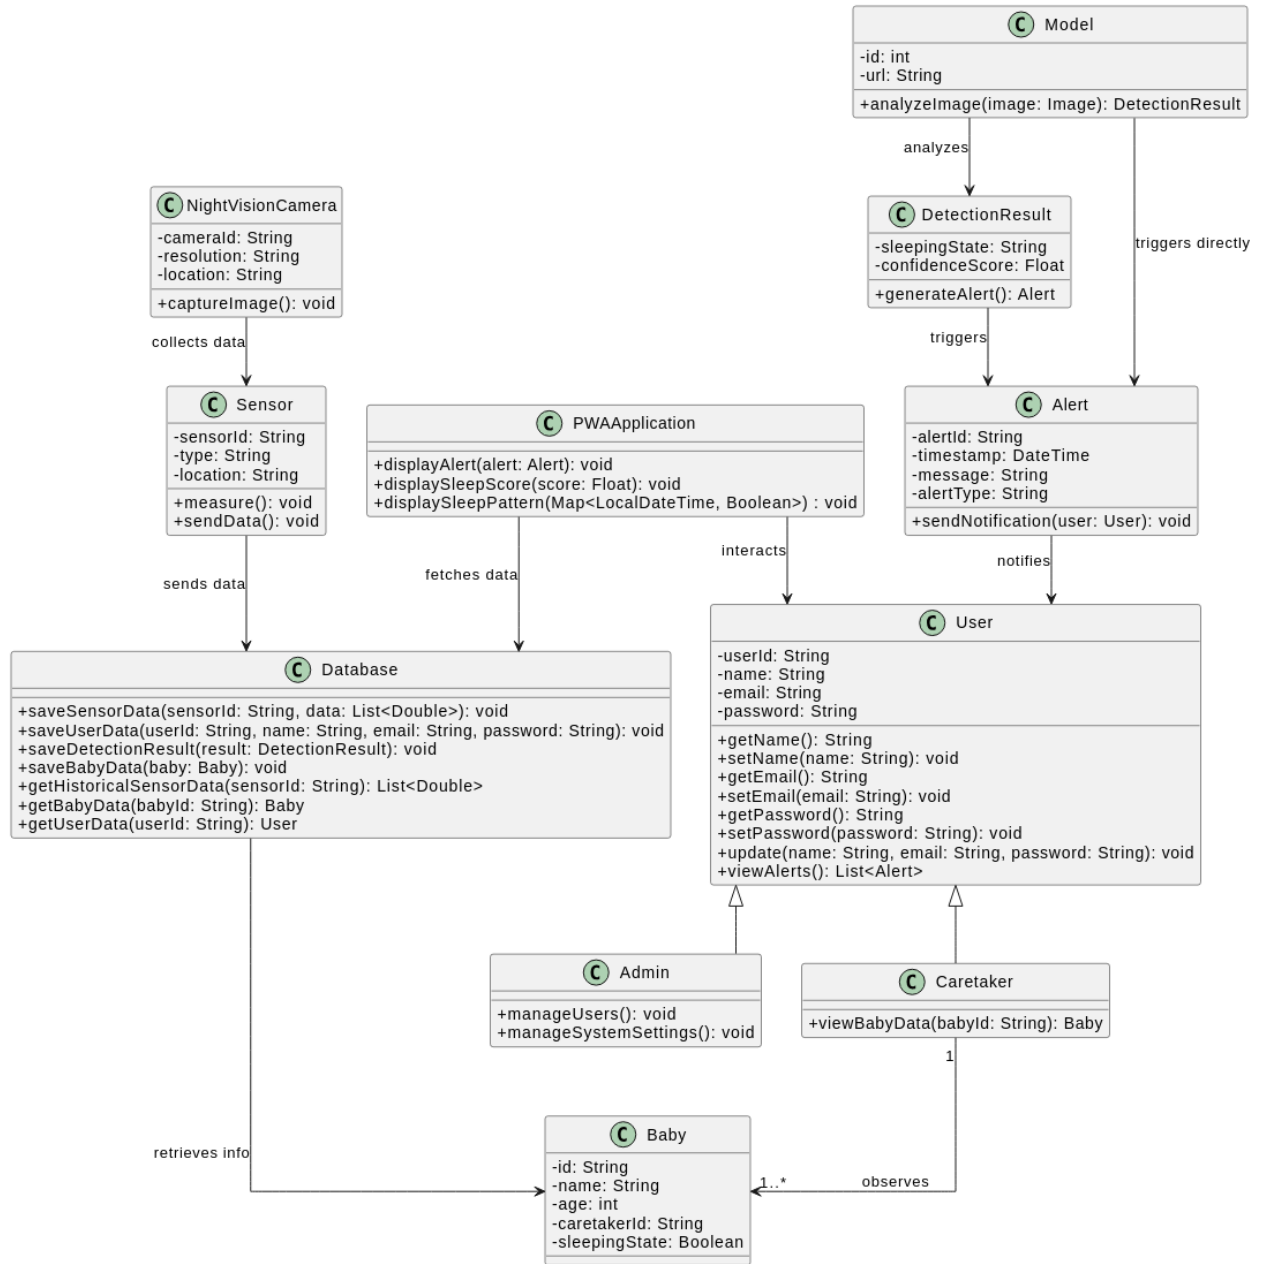 C Model
-id: int
-url: String
+analyzeImage(image: Image): DetectionResult
analyzes
triggers directly
C NightVisionCamera
-cameraId: String
-resolution: String
-location: String
+captureImage(): void
collects data
C DetectionResult
-sleepingState: String
-confidenceScore: Float
+generateAlert(): Alert
triggers
C Sensor
-sensorId: String
-type: String
-location: String
+measure(): void
+sendData(): void
sends data
C PWAApplication
+displayAlert(alert: Alert): void
+displaySleepScore(score: Float): void
+displaySleepPattern(Map<LocalDateTime, Boolean>) : void
fetches data
interacts
C Alert
-alertId: String
-timestamp: DateTime
-message: String
-alertType: String
+sendNotification(user: User): void
notifies
C Database
+saveSensorData(sensorId: String, data: List<Double>): void
+saveUserData(userId: String, name: String, email: String, password: String): void
+saveDetectionResult(result: DetectionResult): void
+saveBabyData(baby: Baby): void
+getHistoricalSensorData(sensorId: String): List<Double>
+getBabyData(babyId: String): Baby
+getUserData(userId: String): User
retrieves info
C User
-userId: String
-name: String
-email: String
-password: String
+getName(): String
+setName(name: String): void
+getEmail(): String
+setEmail(email: String): void
+getPassword(): String
+setPassword(password: String): void
+update(name: String, email: String, password: String): void
+viewAlerts(): List<Alert>
C Admin
+manageUsers(): void
+manageSystemSettings(): void
C Caretaker
+viewBabyData(babyId: String): Baby
1
1..*
observes
C Baby
-id: String
-name: String
-age: int
-caretakerId: String
-sleepingState: Boolean